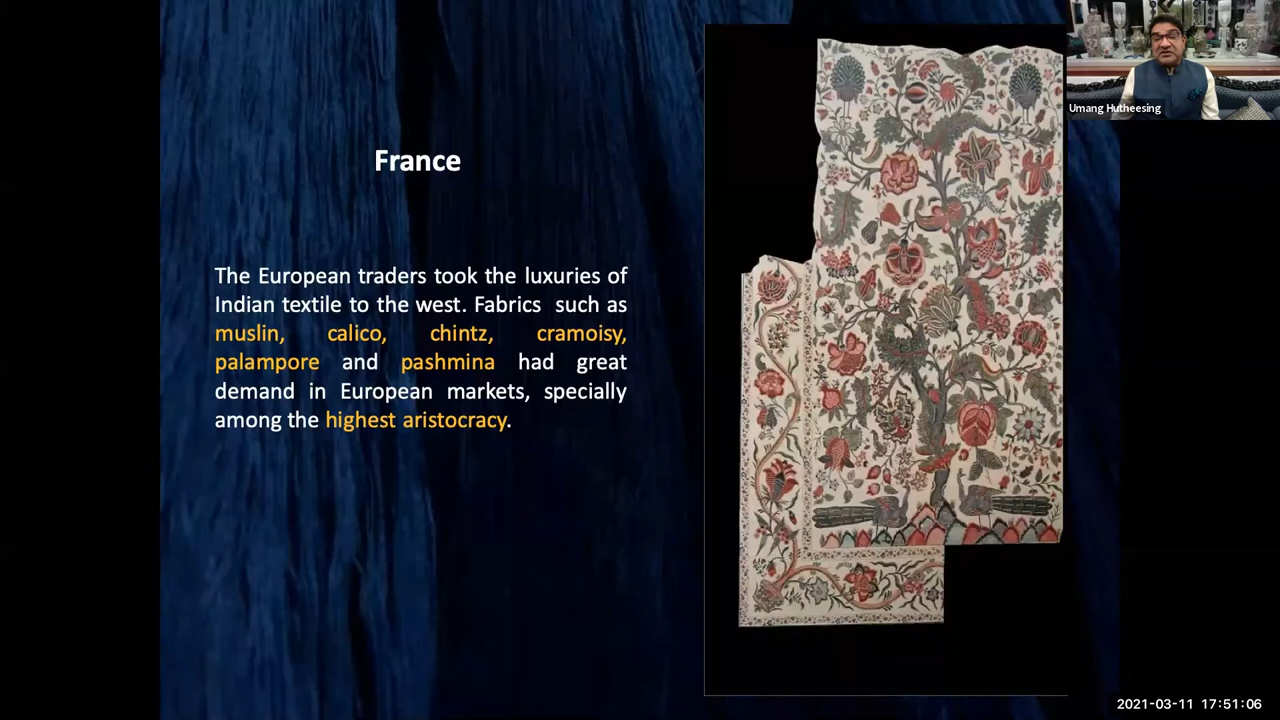 France
The European traders took the luxuries of
Indian textile to the west. Fabrics such as
muslin, calico, chintz, cramoisy,
palampore and pashmina had great
demand in European markets, specially
among the highest aristocracy.
Umang Hutheesing
2021-03-11 17:51:06